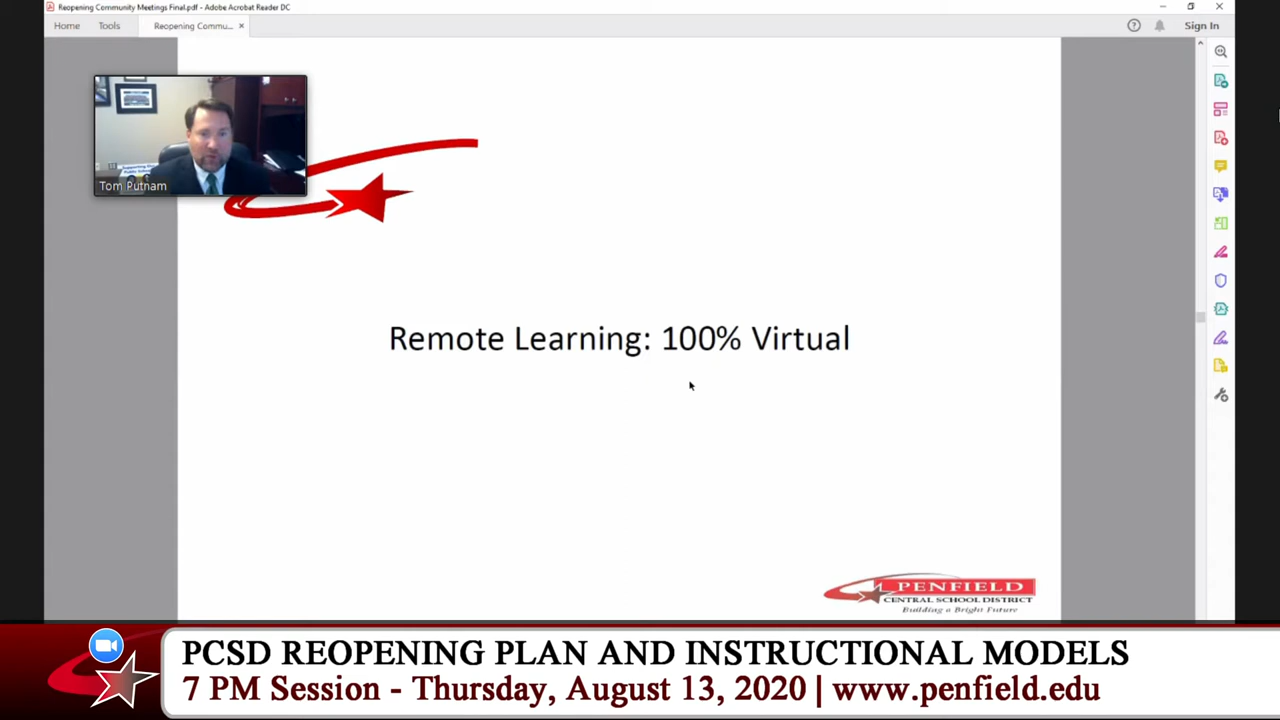 Reopening Community Meetings Final.pdf - Adobe Acrobat Reader DC
Home Tools Reopening Commu... Sign In
Tom Putnam
Remote Learning: 100% Virtual
PENFIELD
CENTRAL SCHOOL DISTRICT
Building a Bright Future
PCSD REOPENING PLAN AND INSTRUCTIONAL MODELS
7 PM Session - Thursday, August 13, 2020 | www.penfield.edu